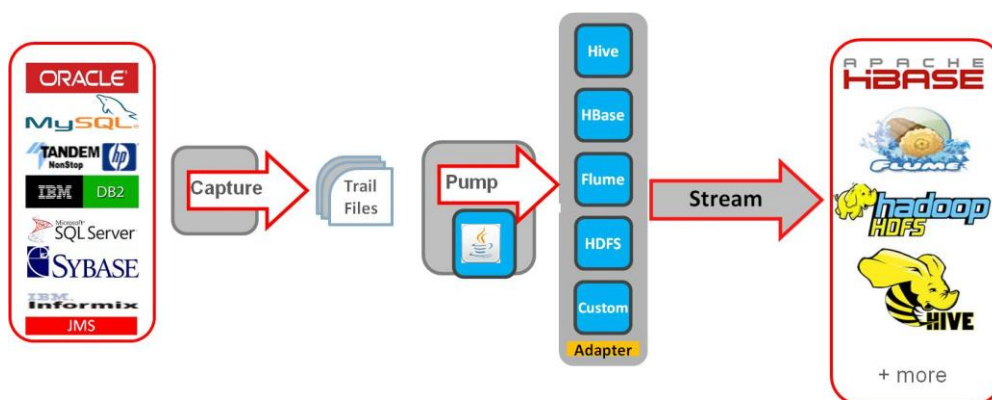 ORACLE
MySQL
TANDEM
NonStop
hp
IBM
DB2
Microsoft
SQL Server
SYBASE
IBM
Informix
JMS
Capture
Trail
Files
Pump
Hive
HBase
Flume
HDFS
Custom
Adapter
Stream
APACHE
HBASE
FLUME
hadoop
HDFS
HIVE
+ more